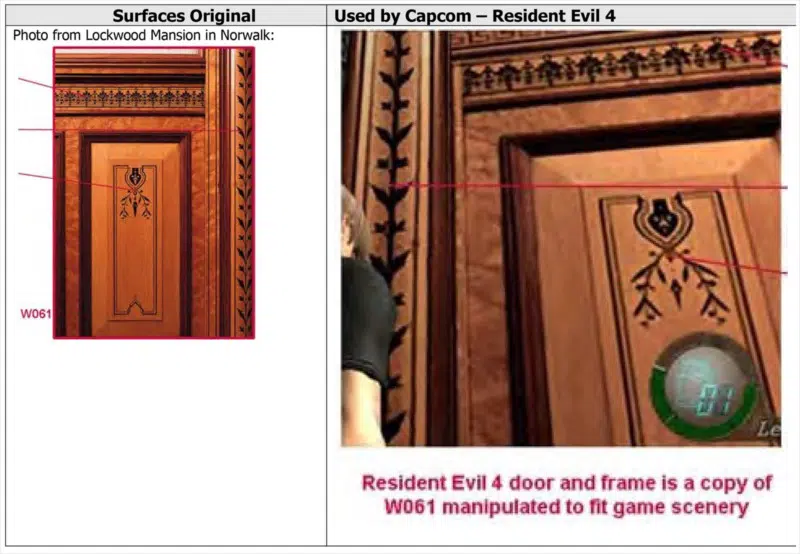 Surfaces Original
Used by Capcom – Resident Evil 4
Photo from Lockwood Mansion in Norwalk:
W061
01
Le
Resident Evil 4 door and frame is a copy of
W061 manipulated to fit game scenery